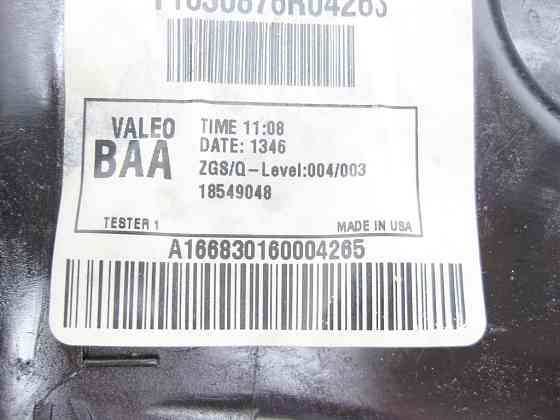 VALEO TIME 11:08
BAA DATE: 1346
ZGS/Q-Level:004/003
18549048
TESTER 1 MADE IN USA
A166830160004265